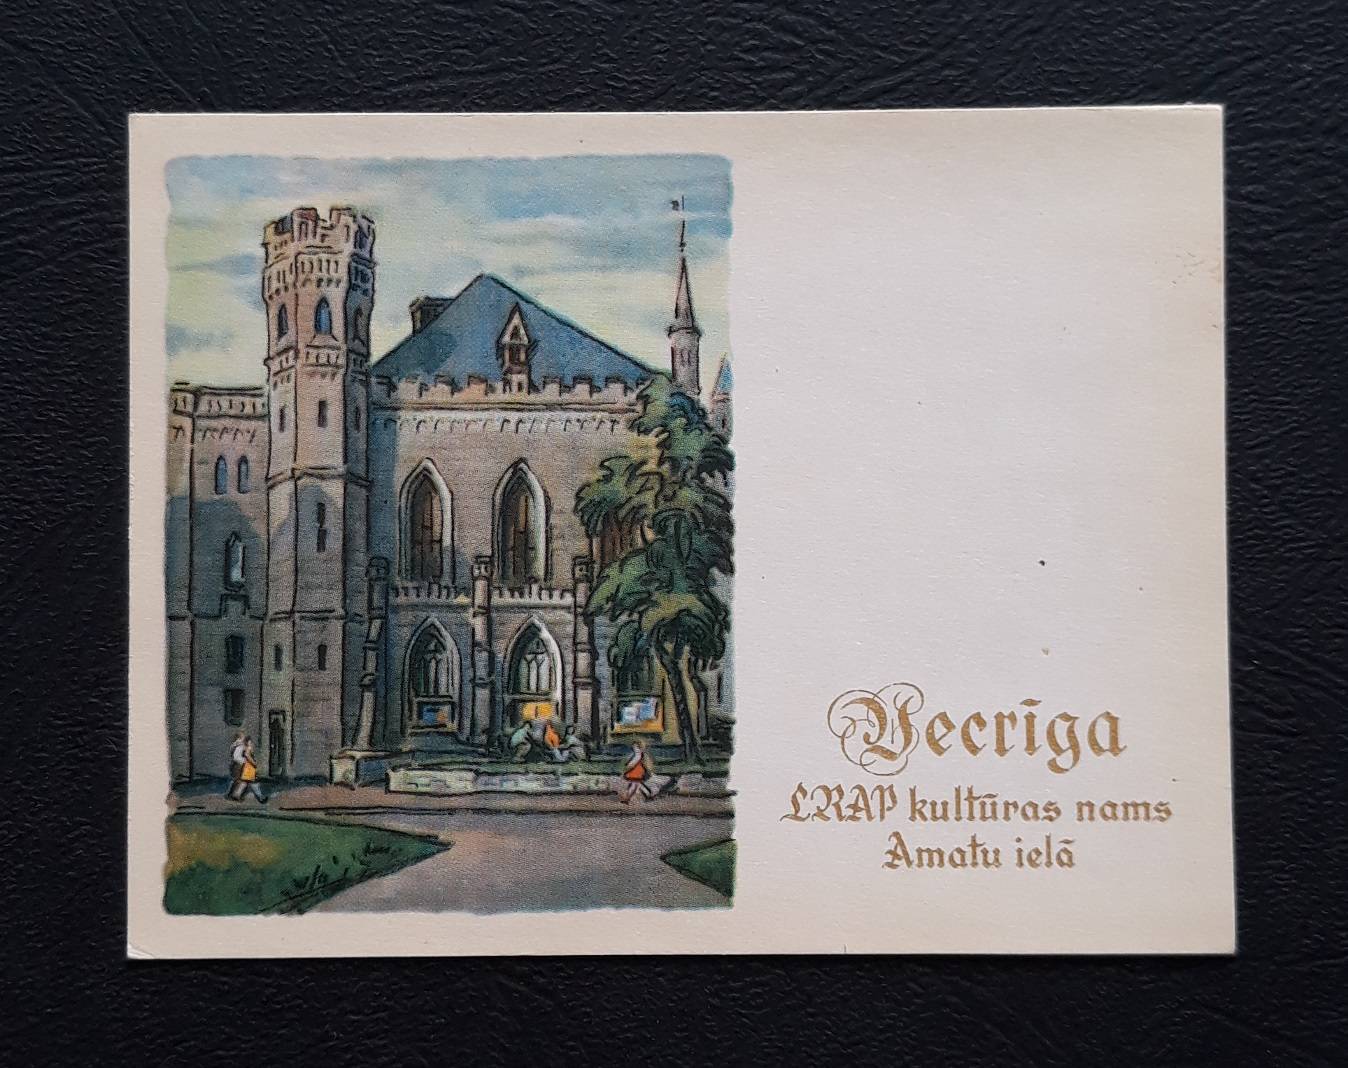 Vecrīga
LRAP kultūras nams
Amatu ielā